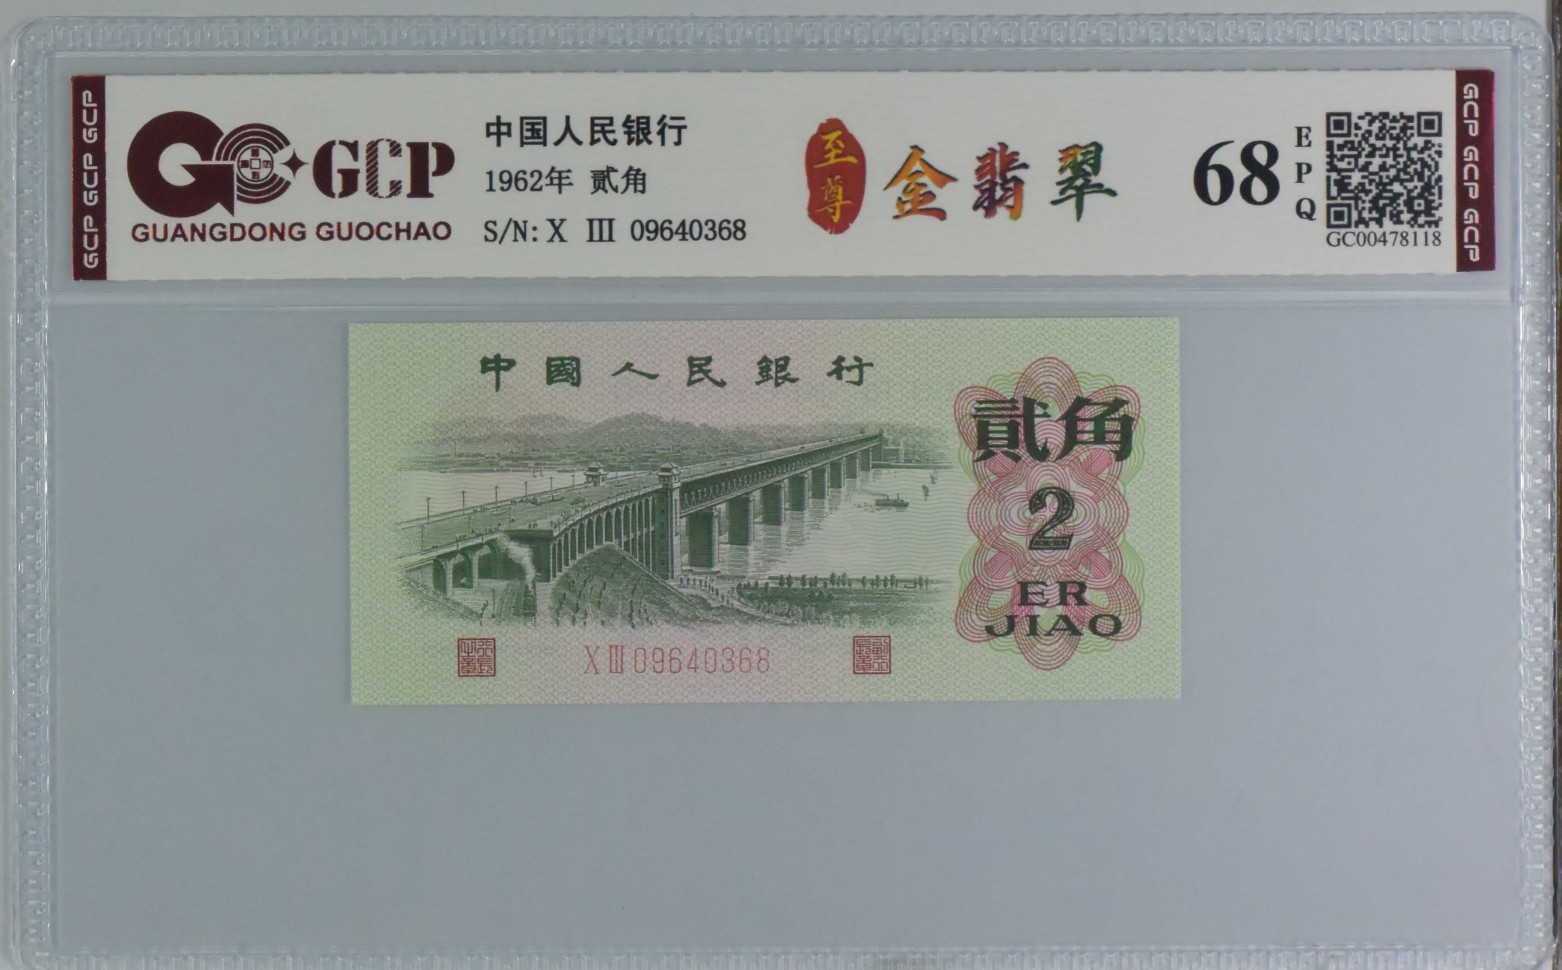 GCP GCP GCP
GCP
GUANGDONG GUOCHAO
中国人民银行
1962年 贰角
S/N: X III 09640368
至尊
金翡翠
68
EPQ
GC00478118
GCP GCP GCP
中國人民銀行
貳角
2
ER
JIAO
X III 09640368